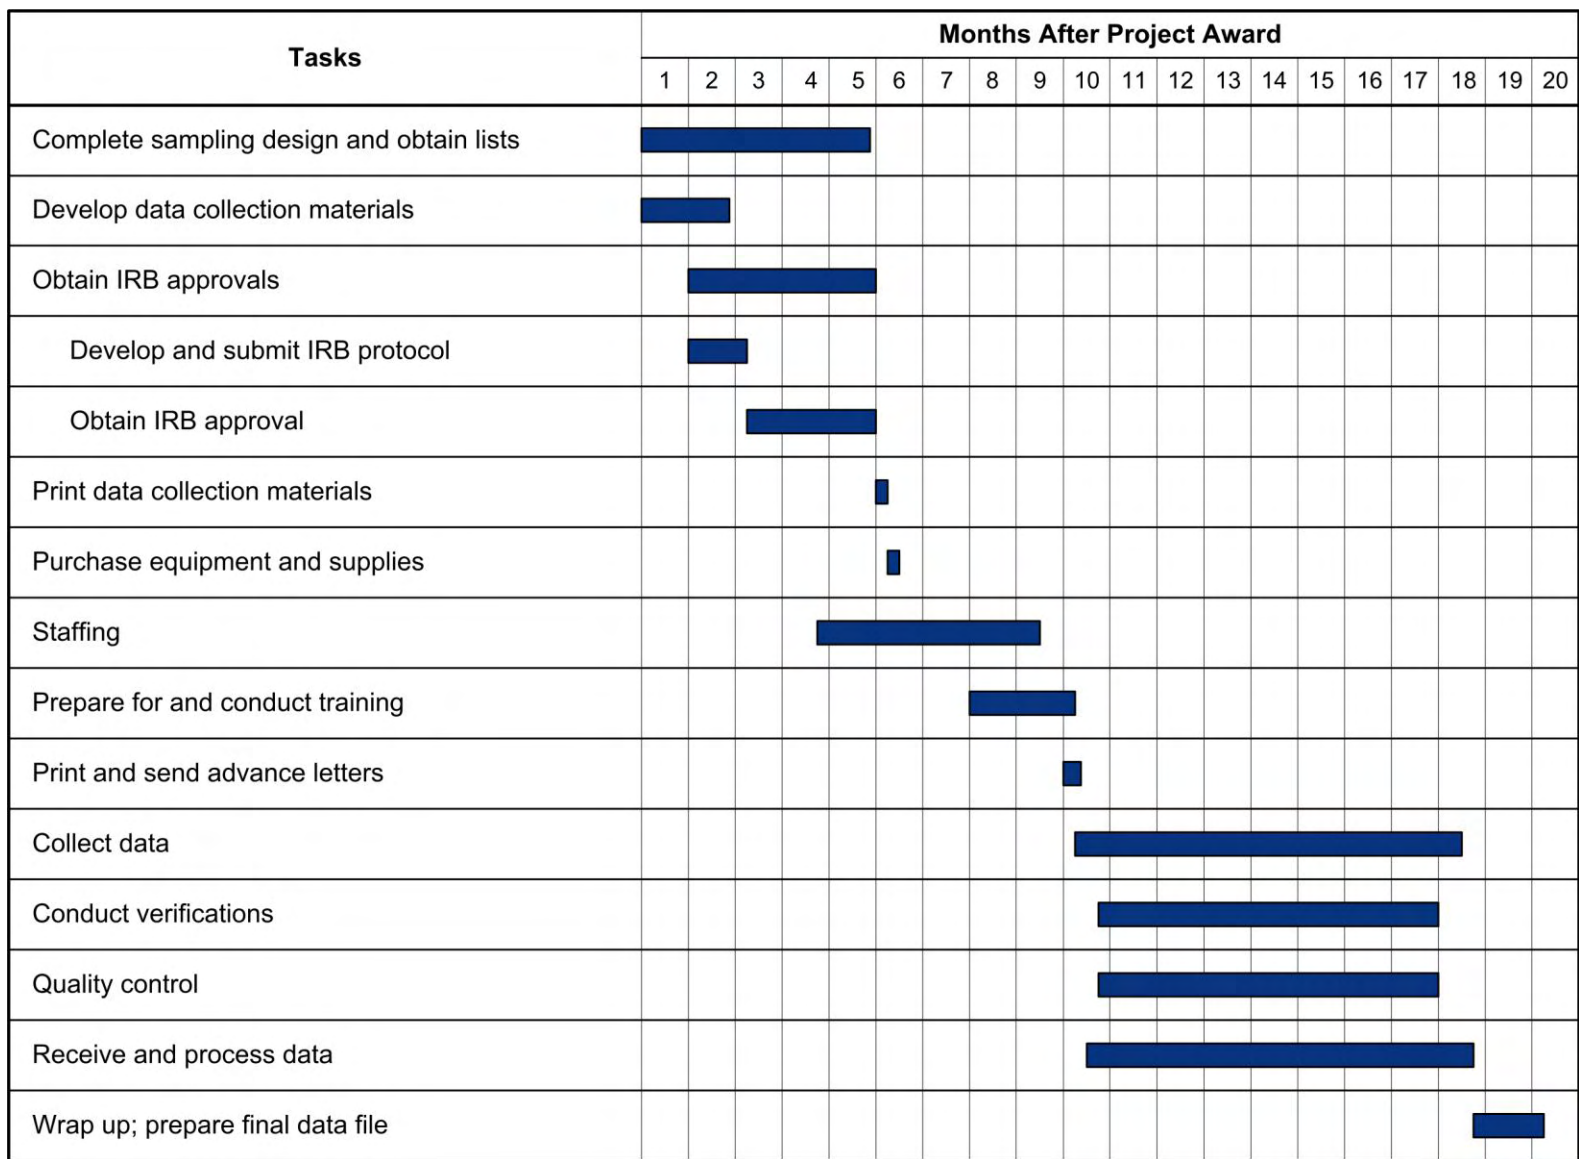 Tasks
Months After Project Award
1 2 3 4 5 6 7 8 9 10 11 12 13 14 15 16 17 18 19 20
Complete sampling design and obtain lists
Develop data collection materials
Obtain IRB approvals
Develop and submit IRB protocol
Obtain IRB approval
Print data collection materials
Purchase equipment and supplies
Staffing
Prepare for and conduct training
Print and send advance letters
Collect data
Conduct verifications
Quality control
Receive and process data
Wrap up; prepare final data file